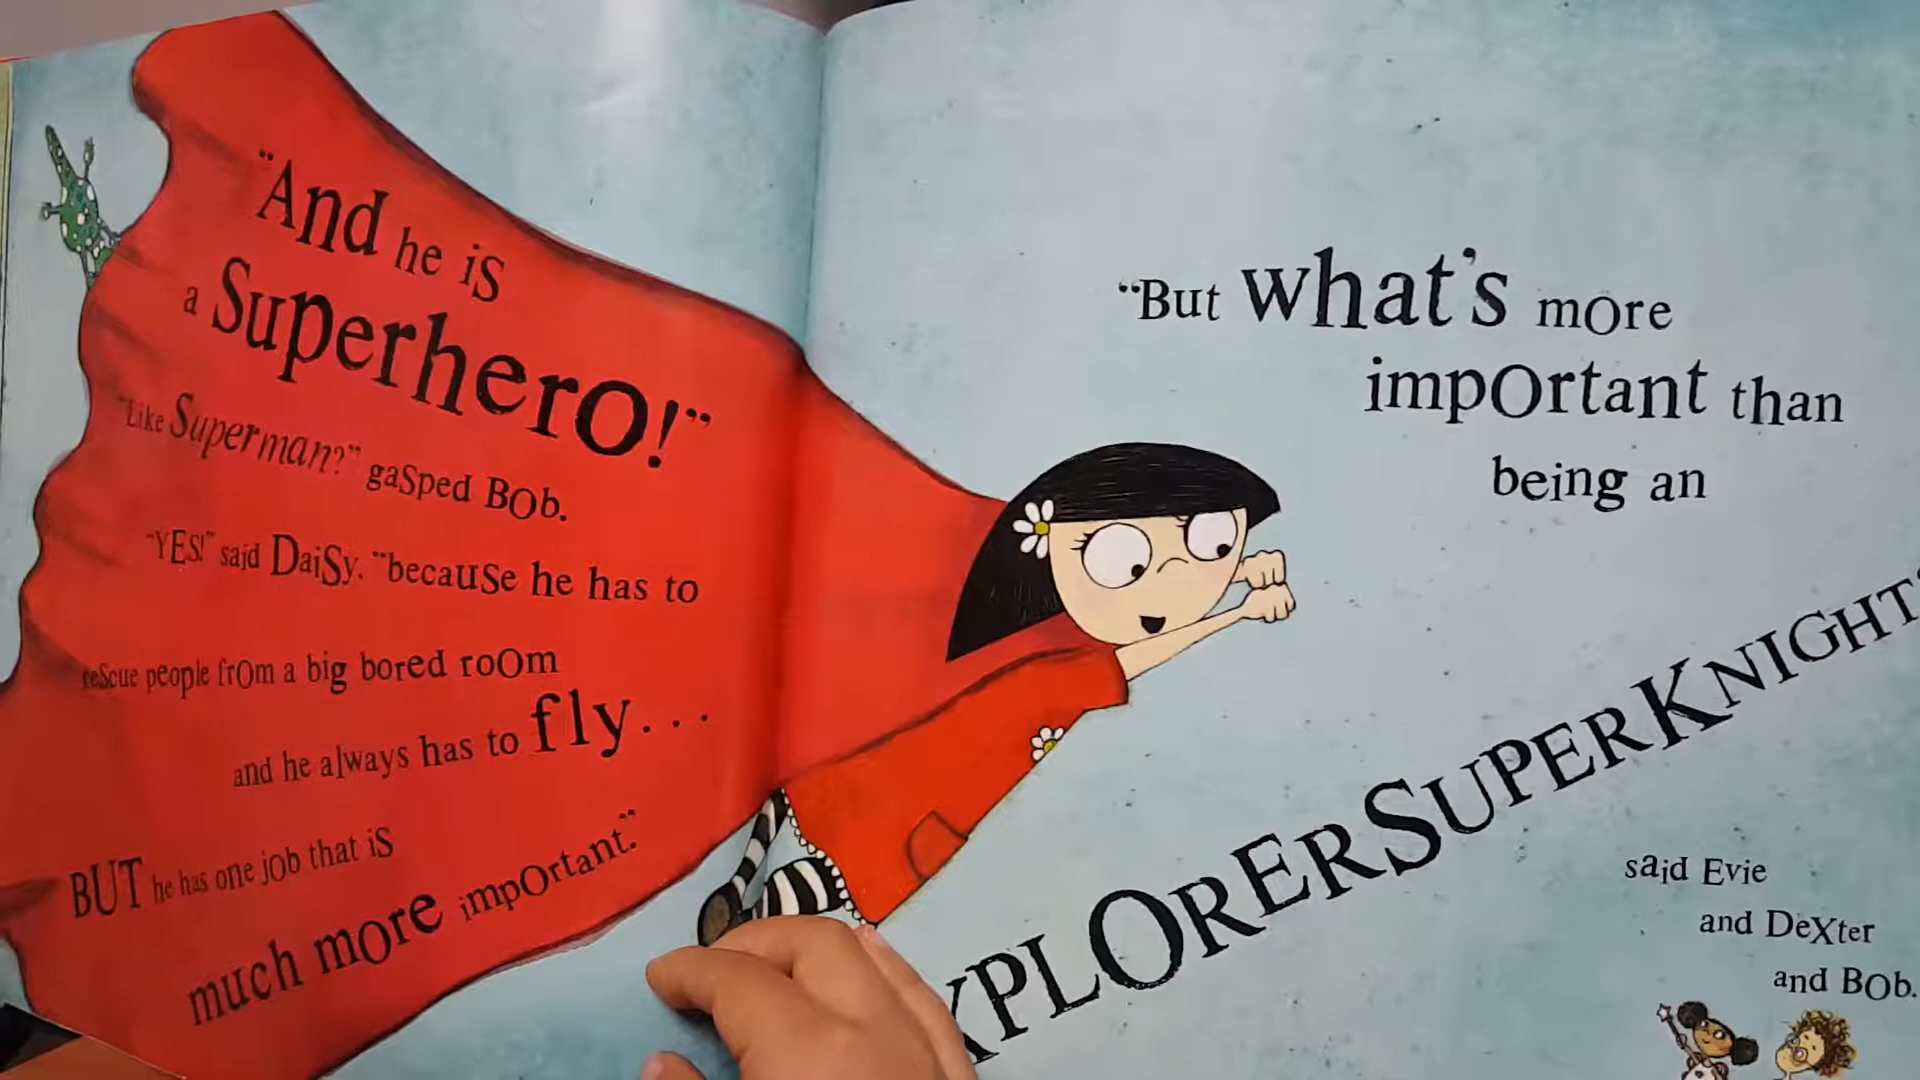 “And he is
a Superhero!”
“Like Superman?” gasped Bob.
“YES!” said Daisy. “because he has to
rescue people from a big bored room
and he always has to fly...
BUT he has one job that is
much more important.”
“But what's more
important than
being an
XPLORERSUPERKNIGHT
said Evie
and Dexter
and Bob.